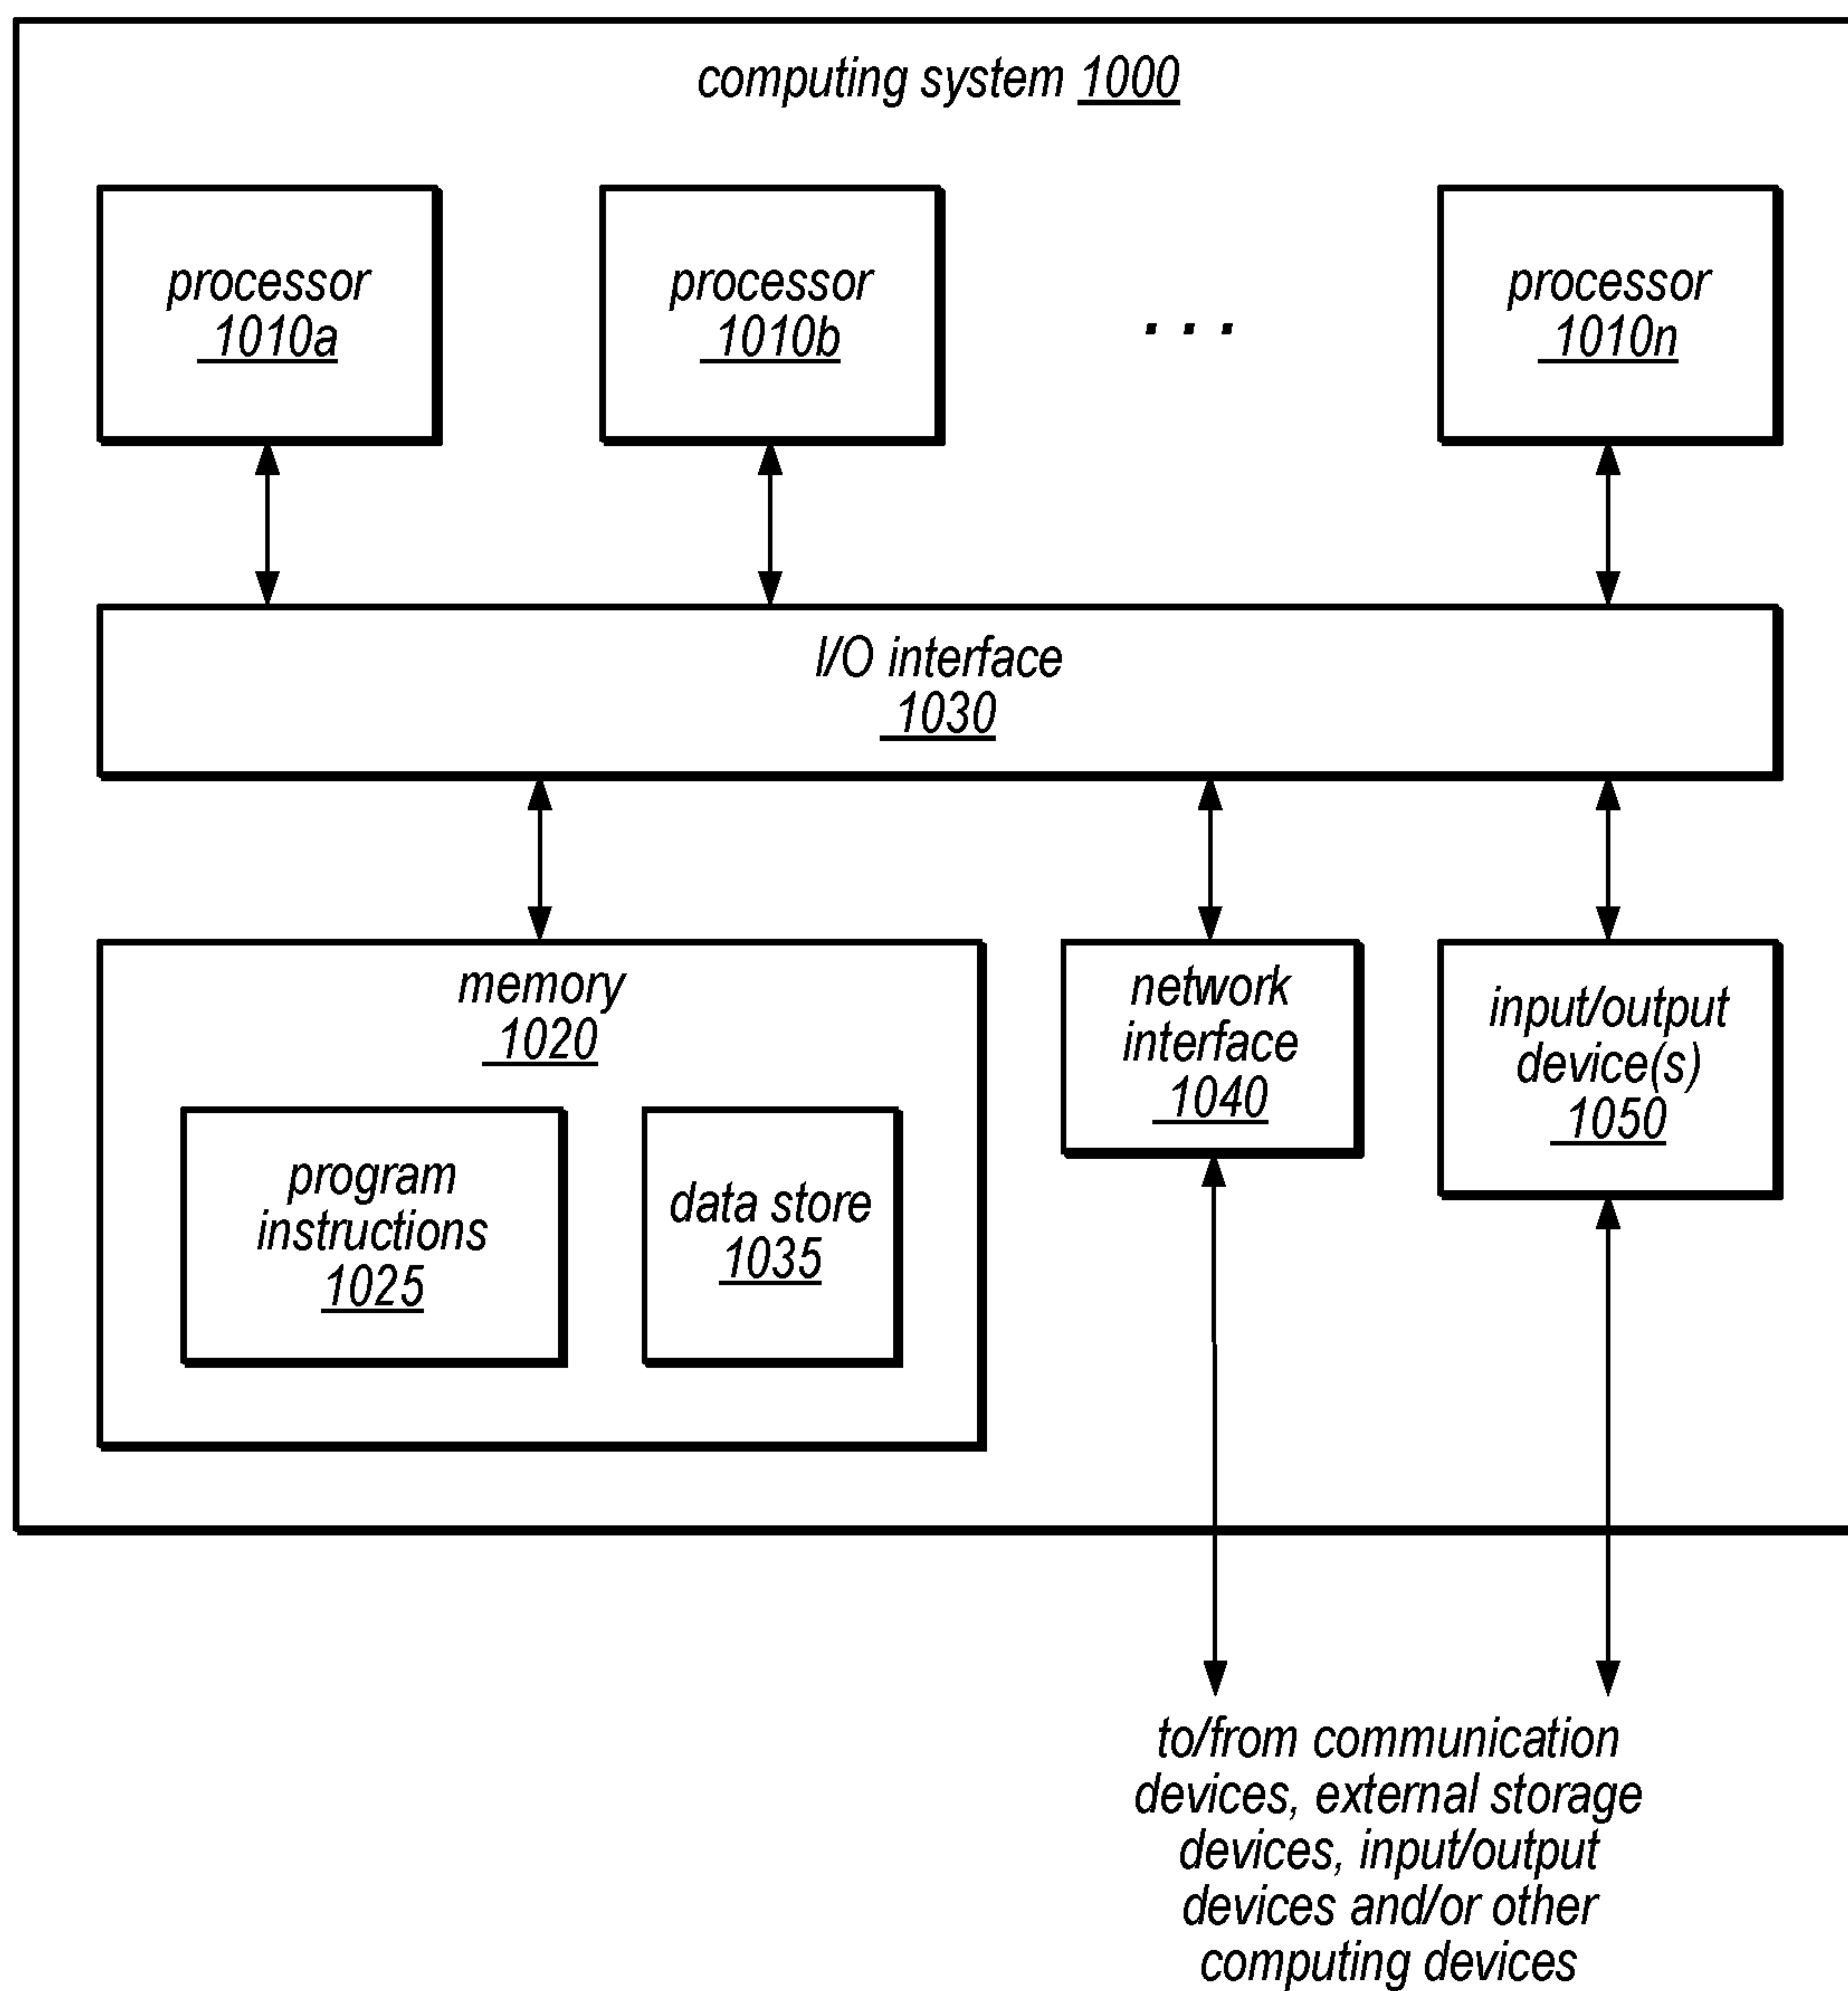 computing system 1000
processor
1010a
processor
1010b
. . .
processor
1010n
I/O interface
1030
memory
1020
program
instructions
1025
data store
1035
network
interface
1040
input/output
device(s)
1050
to/from communication
devices, external storage
devices, input/output
devices and/or other
computing devices